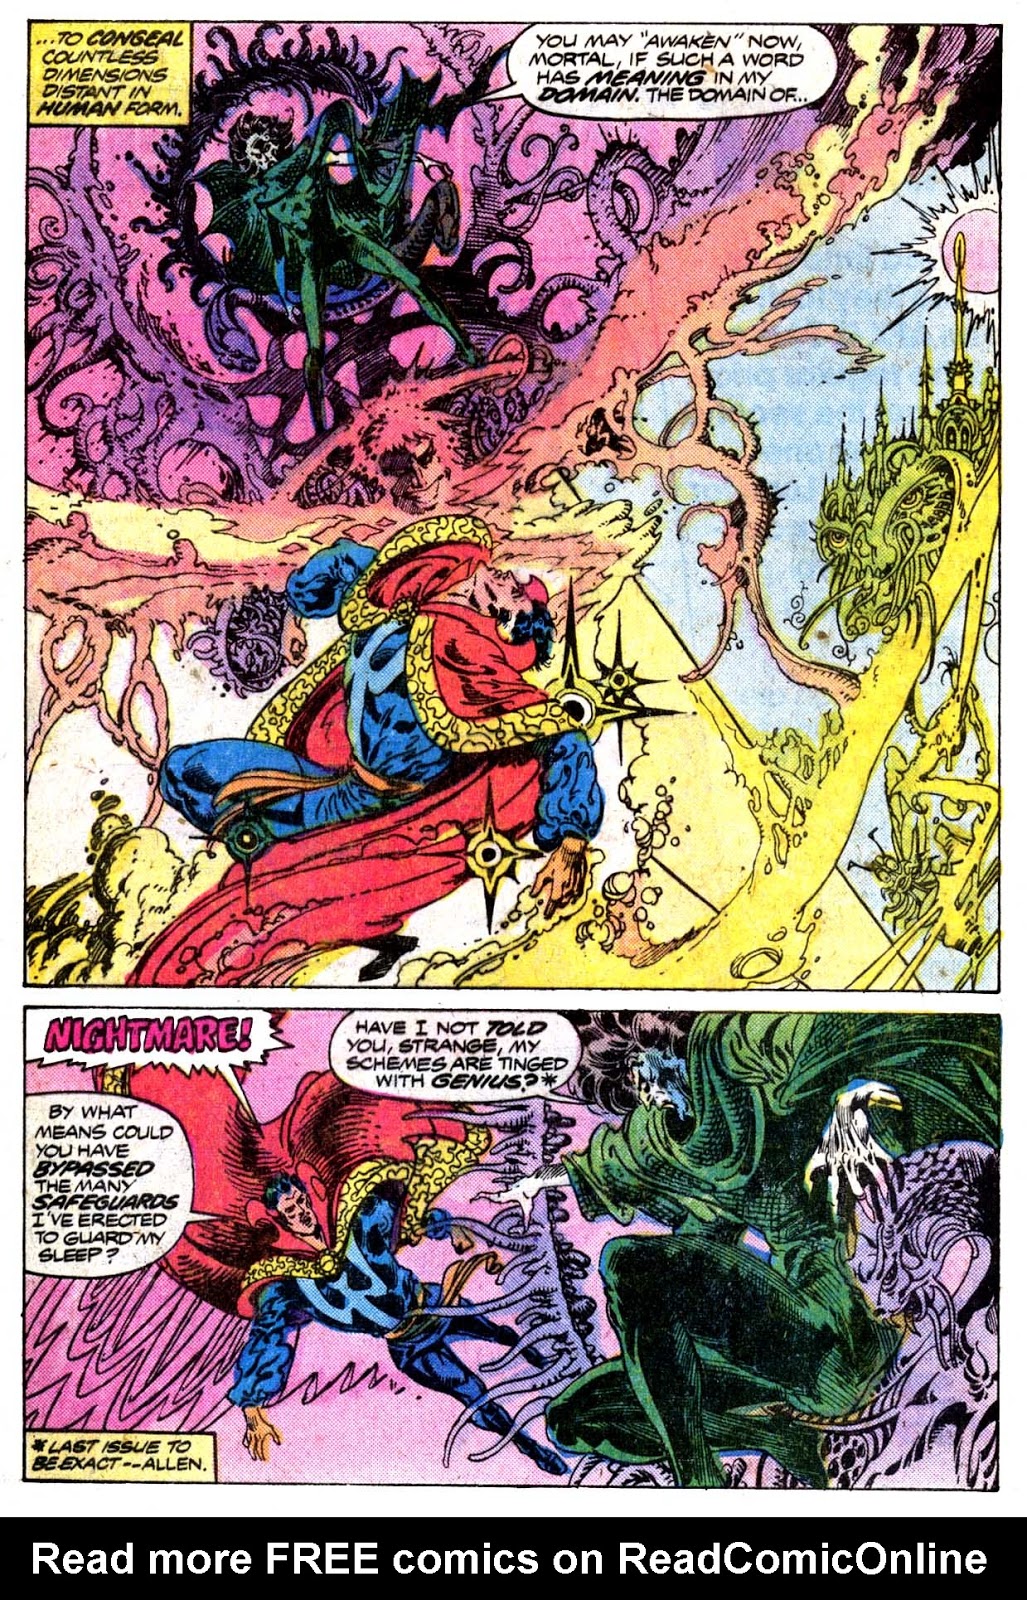 ...TO CONGEAL
COUNTLESS
DIMENSIONS
DISTANT IN
HUMAN FORM.
YOU MAY "AWAKEN" NOW,
MORTAL, IF SUCH A WORD
HAS MEANING IN MY
DOMAIN. THE DOMAIN OF...
NIGHTMARE!
BY WHAT
MEANS COULD
YOU HAVE
BYPASSED
THE MANY
SAFEGUARDS
I'VE ERECTED
TO GUARD MY
SLEEP?
HAVE I NOT TOLD
YOU, STRANGE, MY
SCHEMES ARE TINGED
WITH GENIUS?*
*LAST ISSUE TO
BE EXACT--ALLEN.
Read more FREE comics on ReadComicOnline